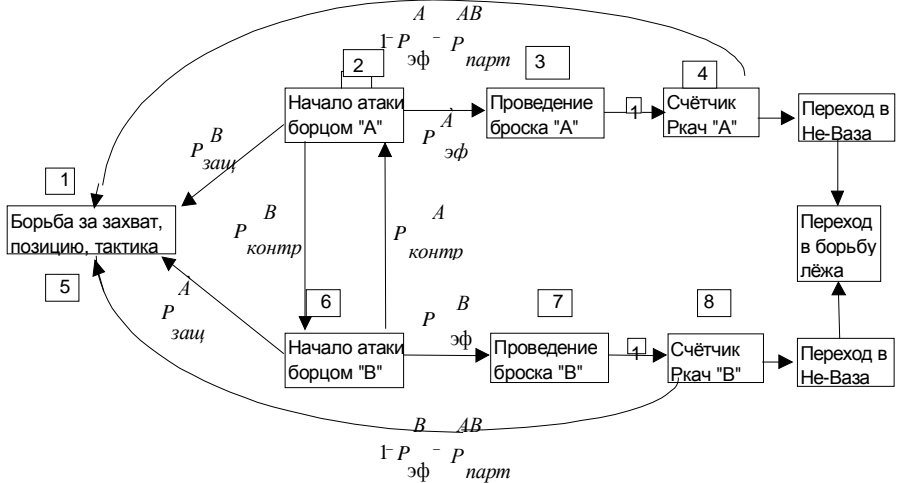 A AB
1- P эф - P парт
2
3
4
Начало атаки
борцом "А"
Проведение
броска "А"
1
Счётчик
Ркач "А"
Переход в
Не-Ваза
P эф A
P защ B
1
Борьба за захват,
позицию, тактика
P контр B
P контр A
Переход
в борьбу
лёжа
5
P защ A
6
7
8
P эф B
Начало атаки
борцом "В"
Проведение
броска "В"
1
Счётчик
Ркач "В"
Переход в
Не-Ваза
B AB
1- P эф - P парт